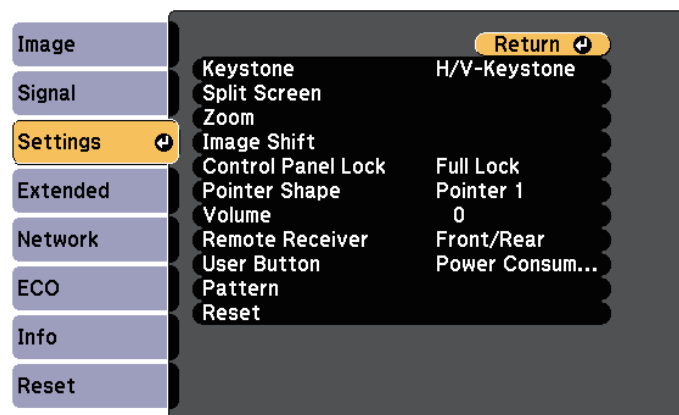 Image
Signal
Settings
Extended
Network
ECO
Info
Reset
Return
Keystone H/V-Keystone
Split Screen
Zoom
Image Shift
Control Panel Lock Full Lock
Pointer Shape Pointer 1
Volume 0
Remote Receiver Front/Rear
User Button Power Consum...
Pattern
Reset